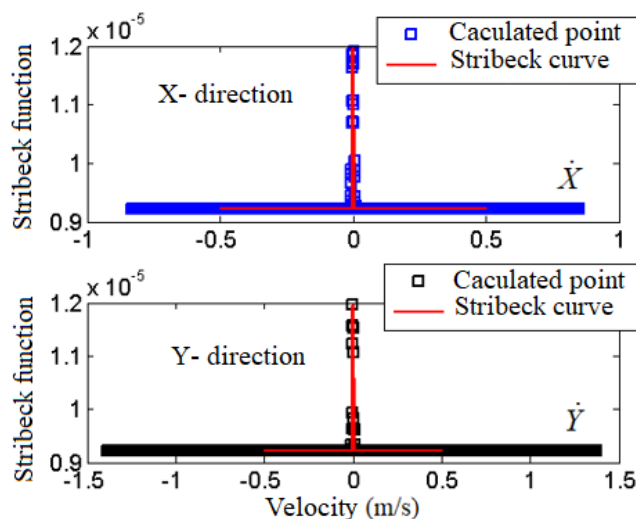 x 10⁻⁵
Caculated point
Stribeck curve
X- direction
Ẋ
Stribeck function
1.2
1.1
1
0.9
-1
-0.5
0
0.5
1
x 10⁻⁵
Caculated point
Stribeck curve
Y- direction
Ẏ
Stribeck function
1.2
1.1
1
0.9
-1.5
-1
-0.5
0
0.5
1
1.5
Velocity (m/s)